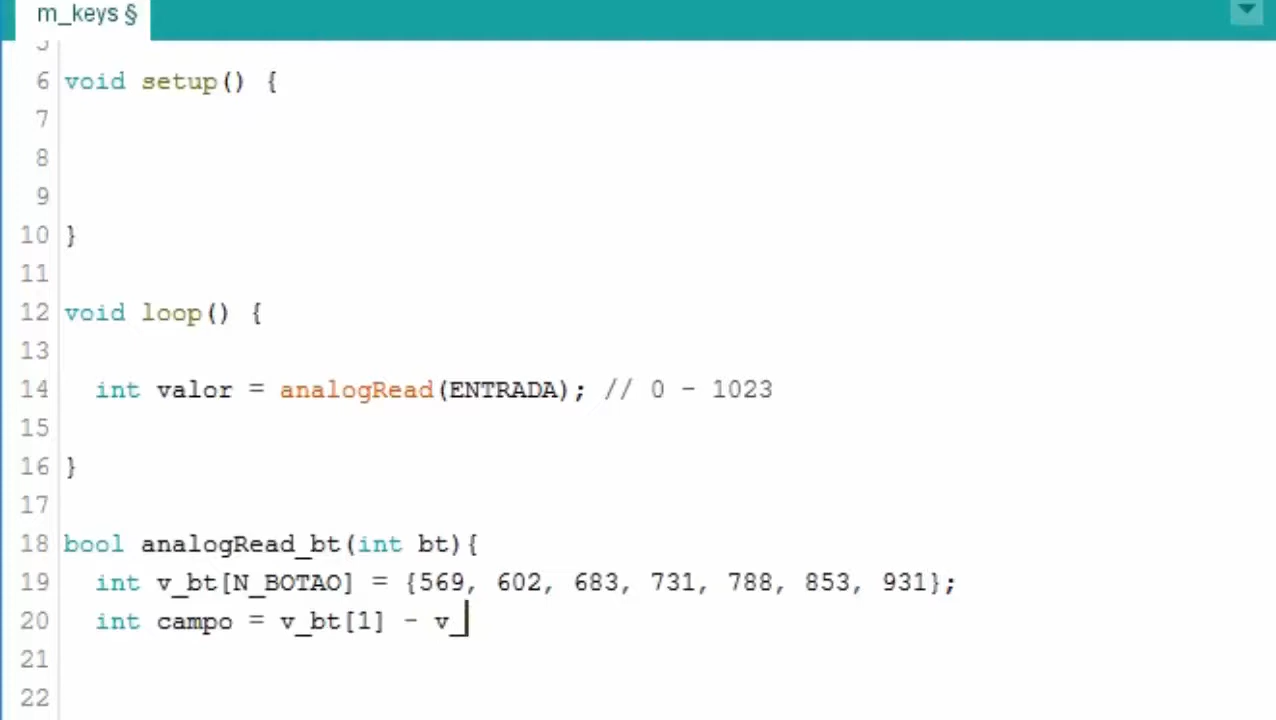 m_keys §
5
6 void setup() {
7
8
9
10 }
11
12 void loop() {
13
14 int valor = analogRead(ENTRADA); // 0 - 1023
15
16 }
17
18 bool analogRead_bt(int bt){
19 int v_bt[N_BOTAO] = {569, 602, 683, 731, 788, 853, 931};
20 int campo = v_bt[1] - v_
21
22